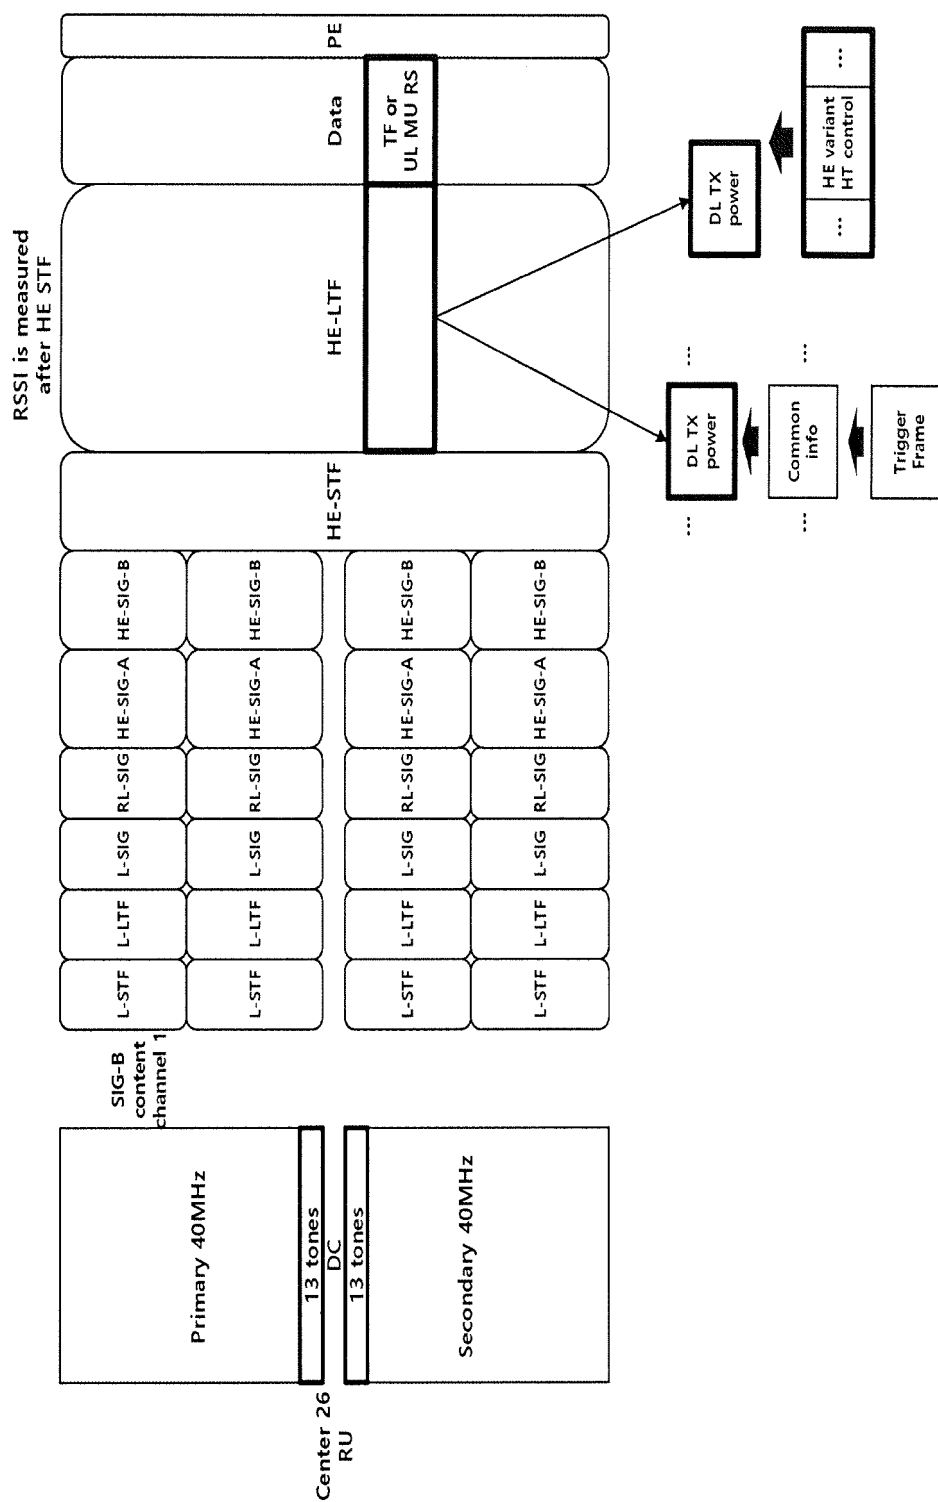 RSSI is measured
after HE STF
SIG-B
content
channel 1
Primary 40MHz
L-STF
L-LTF
L-SIG
RL-SIG
HE-SIG-A
HE-SIG-B
L-STF
L-LTF
L-SIG
RL-SIG
HE-SIG-A
HE-SIG-B
Center 26
RU
13 tones
DC
13 tones
HE-STF
HE-LTF
Data
PE
TF or
UL MU RS
L-STF
L-LTF
L-SIG
RL-SIG
HE-SIG-A
HE-SIG-B
Secondary 40MHz
L-STF
L-LTF
L-SIG
RL-SIG
HE-SIG-A
HE-SIG-B
...
DL TX
power
...
DL TX
power
...
Common
info
...
...
HE variant
HT control
...
Trigger
Frame